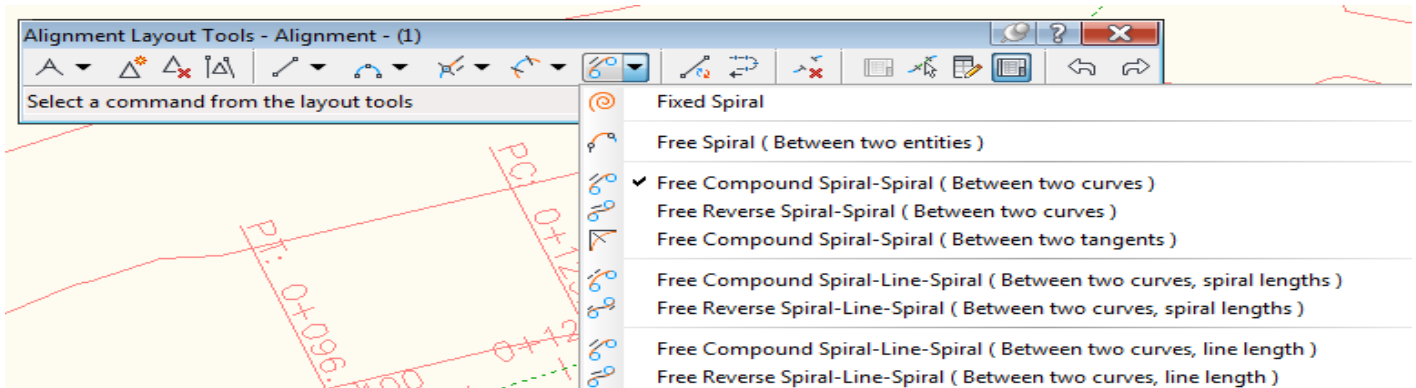 Alignment Layout Tools - Alignment - (1)
Select a command from the layout tools
Fixed Spiral
Free Spiral ( Between two entities )
Free Compound Spiral-Spiral ( Between two curves )
Free Reverse Spiral-Spiral ( Between two curves )
Free Compound Spiral-Spiral ( Between two tangents )
Free Compound Spiral-Line-Spiral ( Between two curves, spiral lengths )
Free Reverse Spiral-Line-Spiral ( Between two curves, spiral lengths )
Free Compound Spiral-Line-Spiral ( Between two curves, line length )
Free Reverse Spiral-Line-Spiral ( Between two curves, line length )
PT: 0+096.
PC: 0+12
0+12